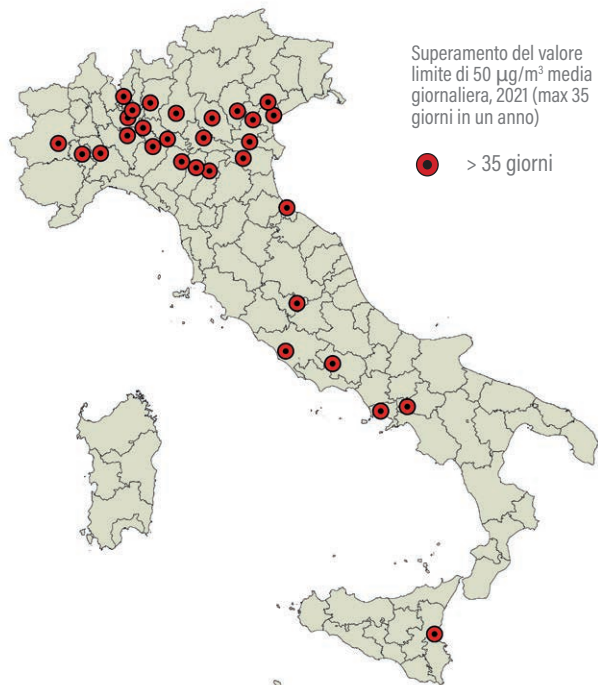 Superamento del valore
limite di 50 µg/m³ media
giornaliera, 2021 (max 35
giorni in un anno)
> 35 giorni